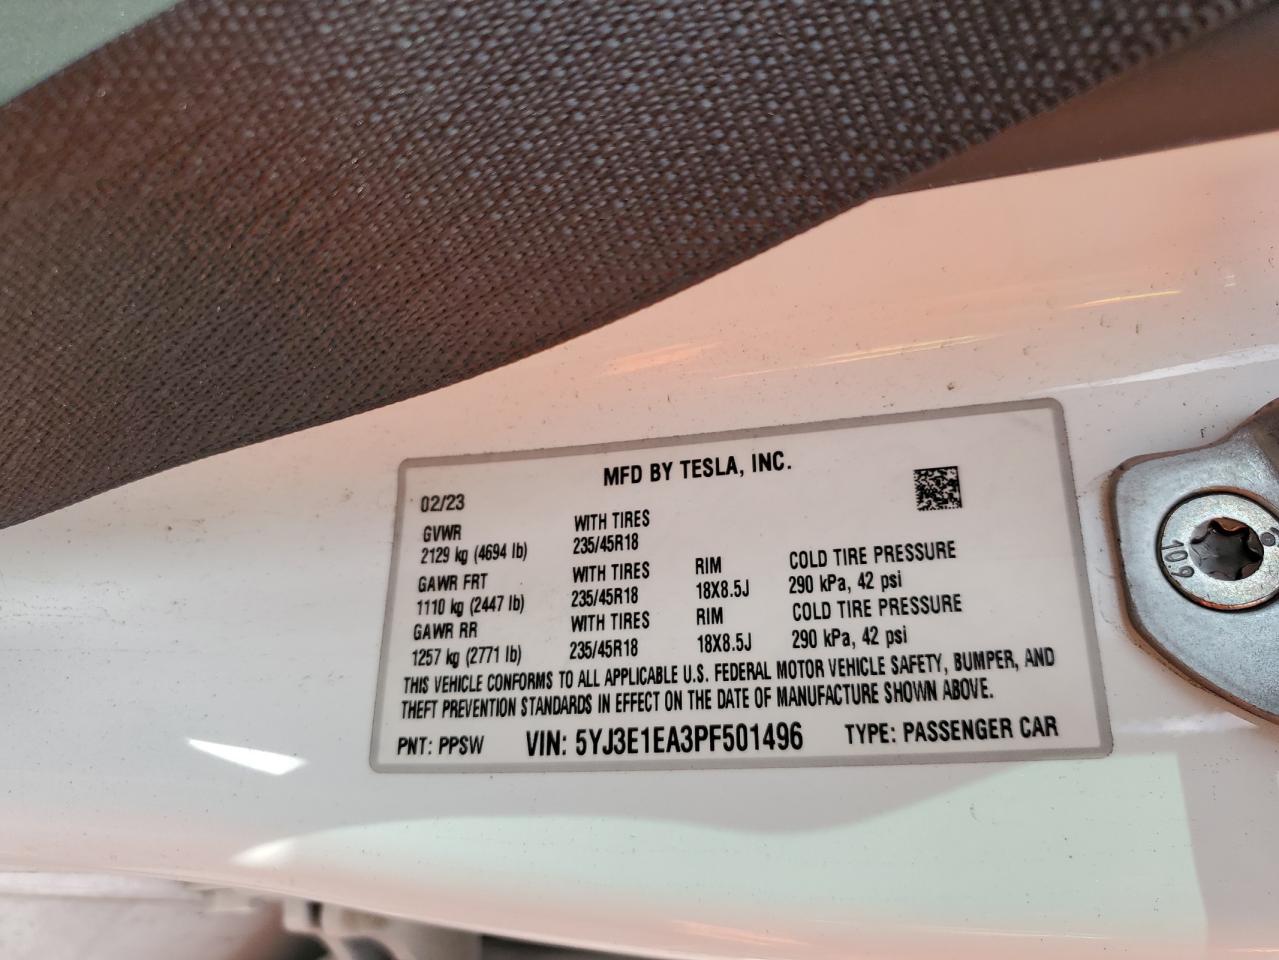 MFD BY TESLA, INC.
02/23
GVWR WITH TIRES
2129 kg (4694 lb) 235/45R18
GAWR FRT WITH TIRES RIM COLD TIRE PRESSURE
1110 kg (2447 lb) 235/45R18 18X8.5J 290 kPa, 42 psi
GAWR RR WITH TIRES RIM COLD TIRE PRESSURE
1257 kg (2771 lb) 235/45R18 18X8.5J 290 kPa, 42 psi
THIS VEHICLE CONFORMS TO ALL APPLICABLE U.S. FEDERAL MOTOR VEHICLE SAFETY, BUMPER, AND
THEFT PREVENTION STANDARDS IN EFFECT ON THE DATE OF MANUFACTURE SHOWN ABOVE.
PNT: PPSW VIN: 5YJ3E1EA3PF501496 TYPE: PASSENGER CAR
10.9